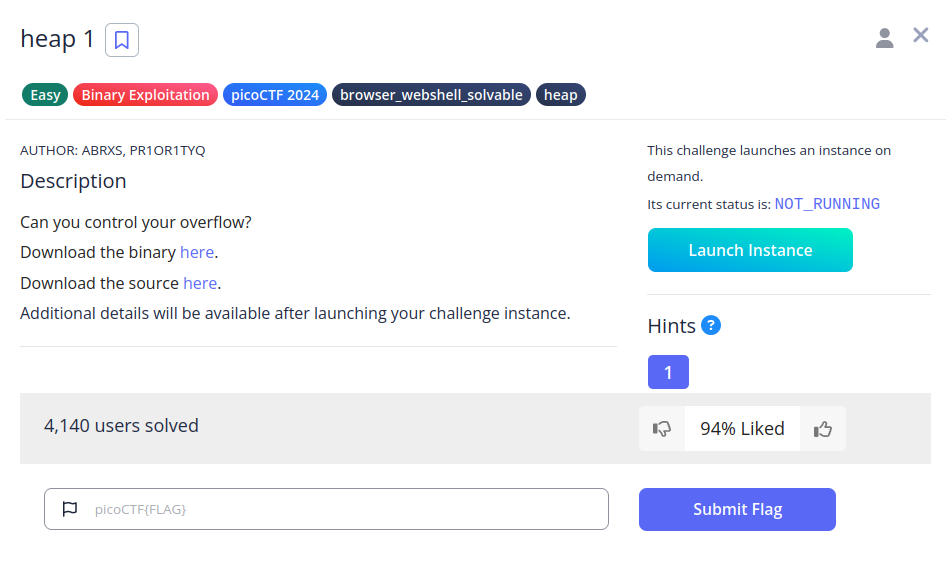 heap 1
Easy Binary Exploitation picoCTF 2024 browser_webshell_solvable heap
AUTHOR: ABRXS, PR1OR1TYQ
Description
Can you control your overflow?
Download the binary here.
Download the source here.
Additional details will be available after launching your challenge instance.
This challenge launches an instance on
demand.
Its current status is: NOT_RUNNING
Launch Instance
Hints ?
1
4,140 users solved
94% Liked
picoCTF{FLAG}
Submit Flag